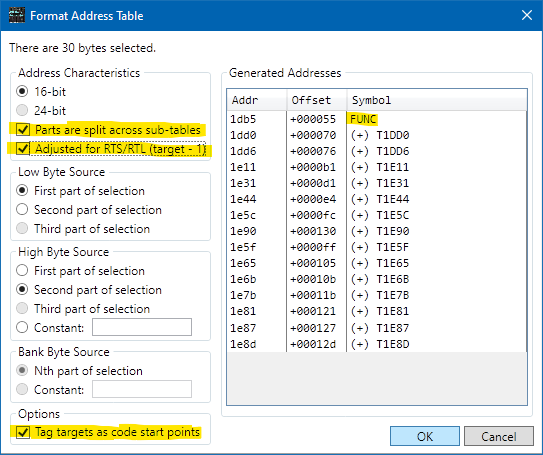 Format Address Table
There are 30 bytes selected.
Address Characteristics
16-bit
24-bit
Parts are split across sub-tables
Adjusted for RTS/RTL (target - 1)
Low Byte Source
First part of selection
Second part of selection
Third part of selection
High Byte Source
First part of selection
Second part of selection
Third part of selection
Constant:
Bank Byte Source
Nth part of selection
Constant:
Options
Tag targets as code start points
Generated Addresses
Addr Offset Symbol
1db5 +000055 FUNC
1dd0 +000070 (+) T1DD0
1dd6 +000076 (+) T1DD6
1e11 +0000b1 (+) T1E11
1e31 +0000d1 (+) T1E31
1e44 +0000e4 (+) T1E44
1e5c +0000fc (+) T1E5C
1e90 +000130 (+) T1E90
1e5f +0000ff (+) T1E5F
1e65 +000105 (+) T1E65
1e6b +00010b (+) T1E6B
1e7b +00011b (+) T1E7B
1e81 +000121 (+) T1E81
1e87 +000127 (+) T1E87
1e8d +00012d (+) T1E8D
OK
Cancel